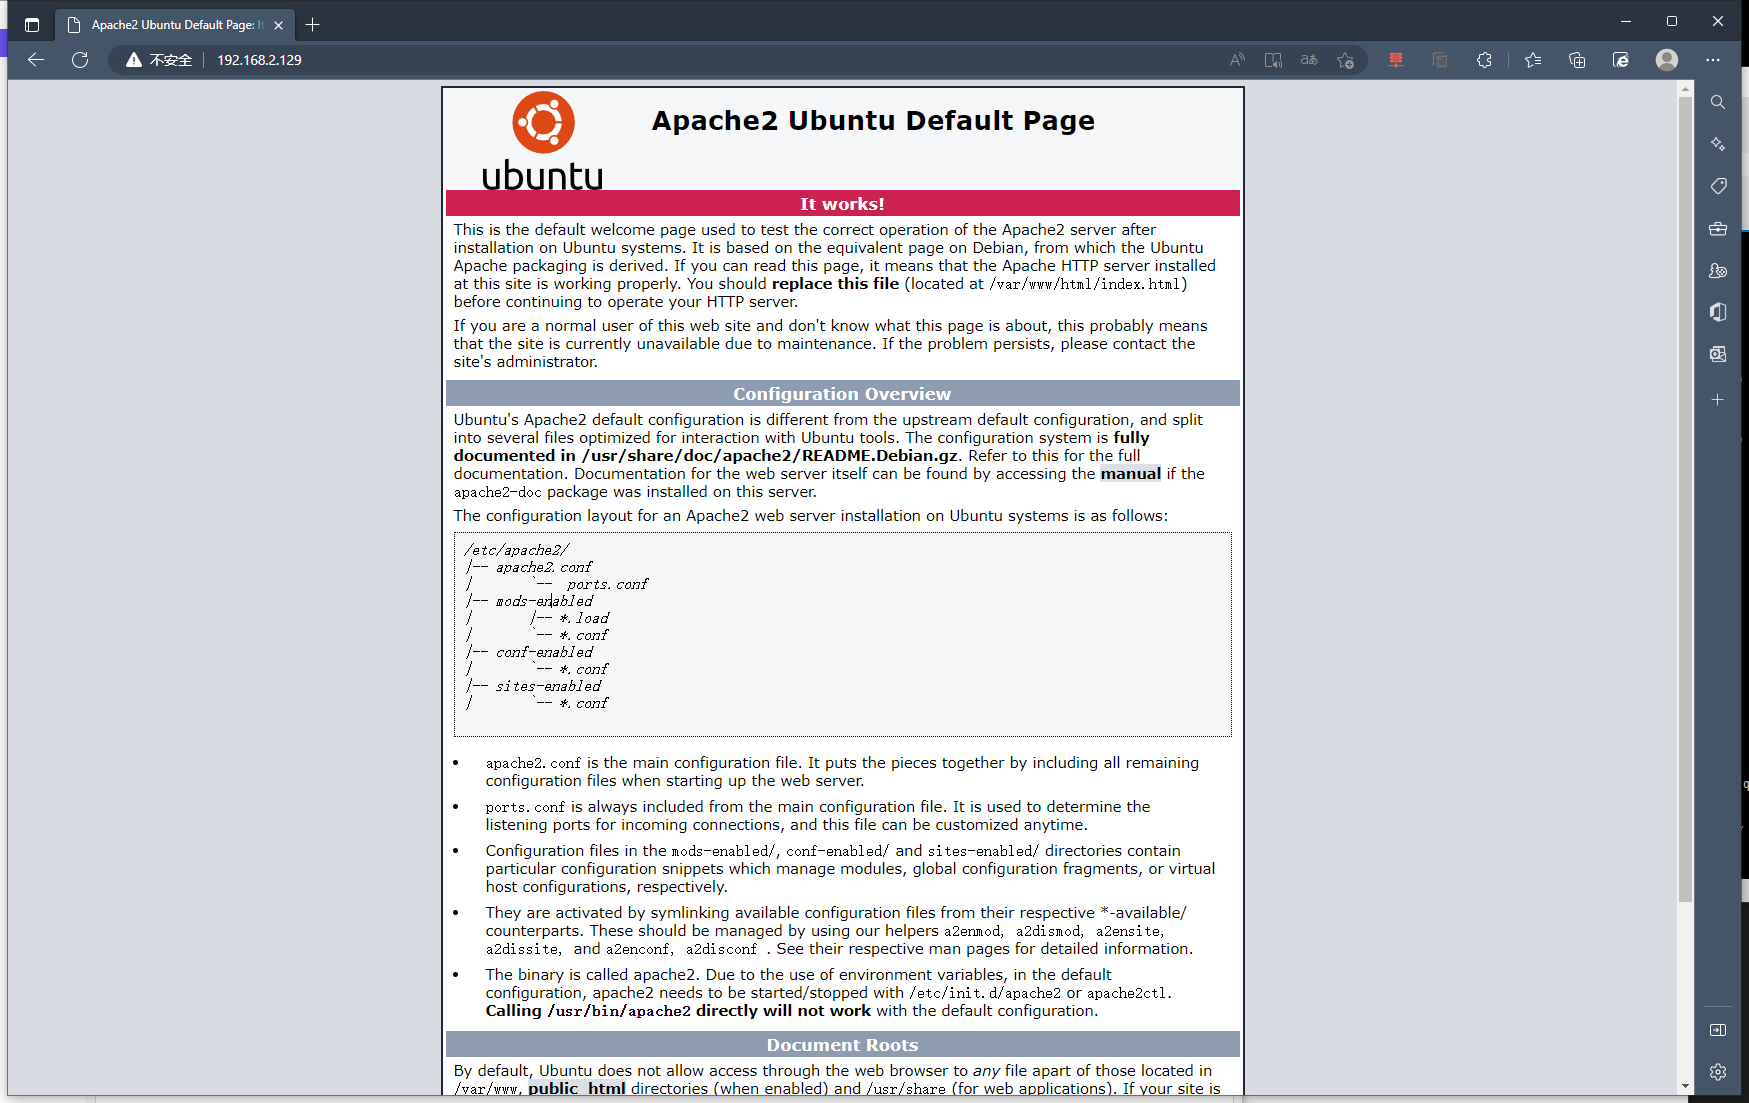 Apache2 Ubuntu Default Page: I
不安全
192.168.2.129
ubuntu
Apache2 Ubuntu Default Page
It works!
This is the default welcome page used to test the correct operation of the Apache2 server after
installation on Ubuntu systems. It is based on the equivalent page on Debian, from which the Ubuntu
Apache packaging is derived. If you can read this page, it means that the Apache HTTP server installed
at this site is working properly. You should replace this file (located at /var/www/html/index.html)
before continuing to operate your HTTP server.
If you are a normal user of this web site and don't know what this page is about, this probably means
that the site is currently unavailable due to maintenance. If the problem persists, please contact the
site's administrator.
Configuration Overview
Ubuntu's Apache2 default configuration is different from the upstream default configuration, and split
into several files optimized for interaction with Ubuntu tools. The configuration system is fully
documented in /usr/share/doc/apache2/README.Debian.gz. Refer to this for the full
documentation. Documentation for the web server itself can be found by accessing the manual if the
apache2-doc package was installed on this server.
The configuration layout for an Apache2 web server installation on Ubuntu systems is as follows:
/etc/apache2/
|-- apache2.conf
|       `--  ports.conf
|-- mods-enabled
|       |-- *.load
|       `-- *.conf
|-- conf-enabled
|       `-- *.conf
|-- sites-enabled
|       `-- *.conf
• apache2.conf is the main configuration file. It puts the pieces together by including all remaining
configuration files when starting up the web server.
• ports.conf is always included from the main configuration file. It is used to determine the
listening ports for incoming connections, and this file can be customized anytime.
• Configuration files in the mods-enabled/, conf-enabled/ and sites-enabled/ directories contain
particular configuration snippets which manage modules, global configuration fragments, or virtual
host configurations, respectively.
• They are activated by symlinking available configuration files from their respective *-available/
counterparts. These should be managed by using our helpers a2enmod, a2dismod, a2ensite,
a2dissite, and a2enconf, a2disconf . See their respective man pages for detailed information.
• The binary is called apache2. Due to the use of environment variables, in the default
configuration, apache2 needs to be started/stopped with /etc/init.d/apache2 or apache2ctl.
Calling /usr/bin/apache2 directly will not work with the default configuration.
Document Roots
By default, Ubuntu does not allow access through the web browser to any file apart of those located in
/var/www, public_html directories (when enabled) and /usr/share (for web applications). If your site is